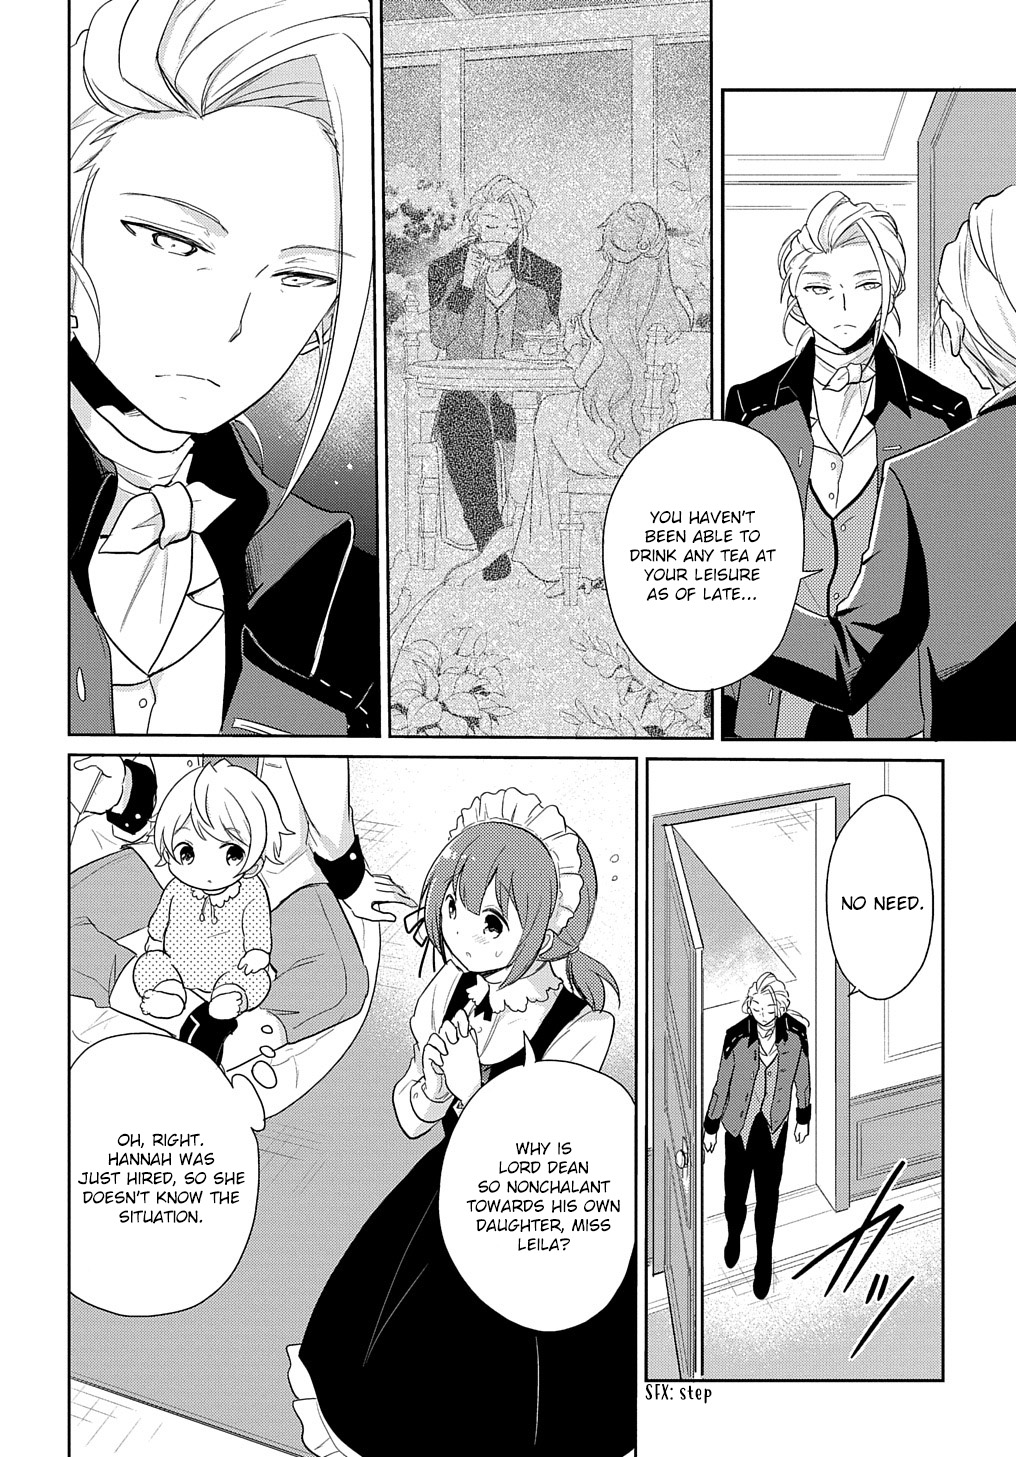 YOU HAVEN'T
BEEN ABLE TO
DRINK ANY TEA AT
YOUR LEISURE
AS OF LATE...
NO NEED.
カッ
SFX: step
WHY IS
LORD DEAN
SO NONCHALANT
TOWARDS HIS OWN
DAUGHTER, MISS
LEILA?
OH, RIGHT.
HANNAH WAS
JUST HIRED, SO SHE
DOESN'T KNOW THE
SITUATION.